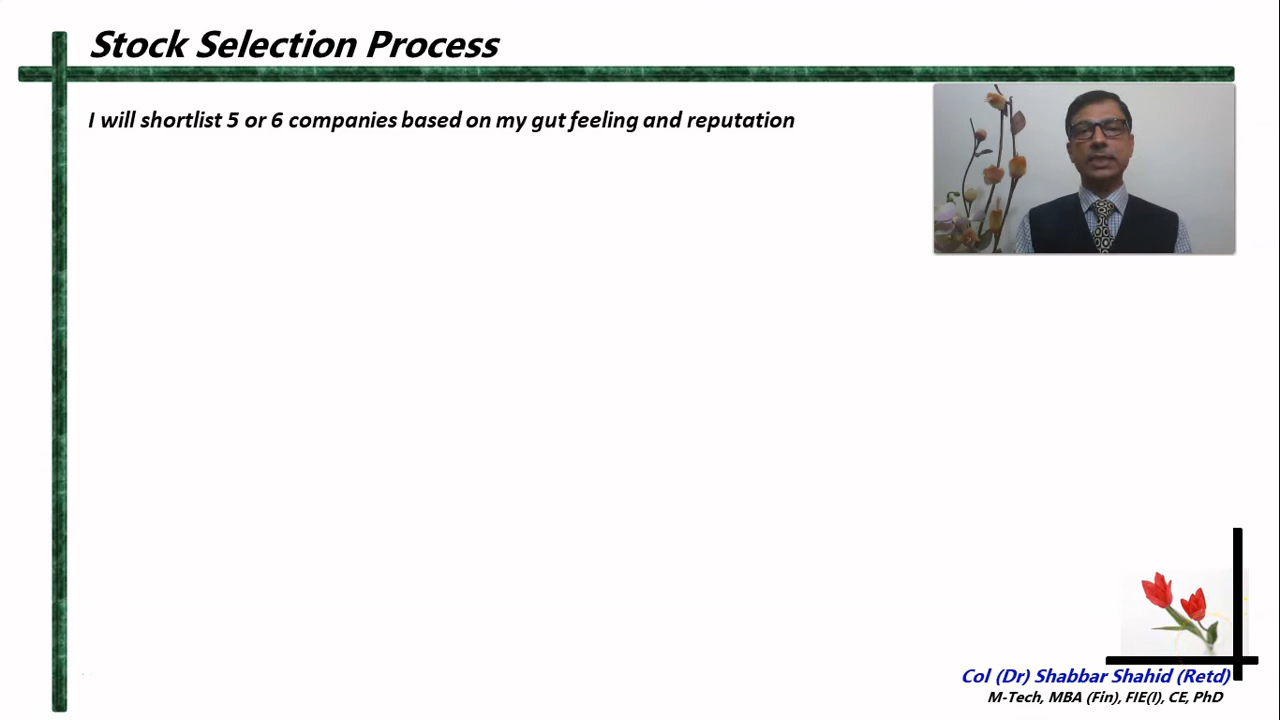 Stock Selection Process
I will shortlist 5 or 6 companies based on my gut feeling and reputation
Col (Dr) Shabbar Shahid (Retd)
M-Tech, MBA (Fin), FIE(I), CE, PhD